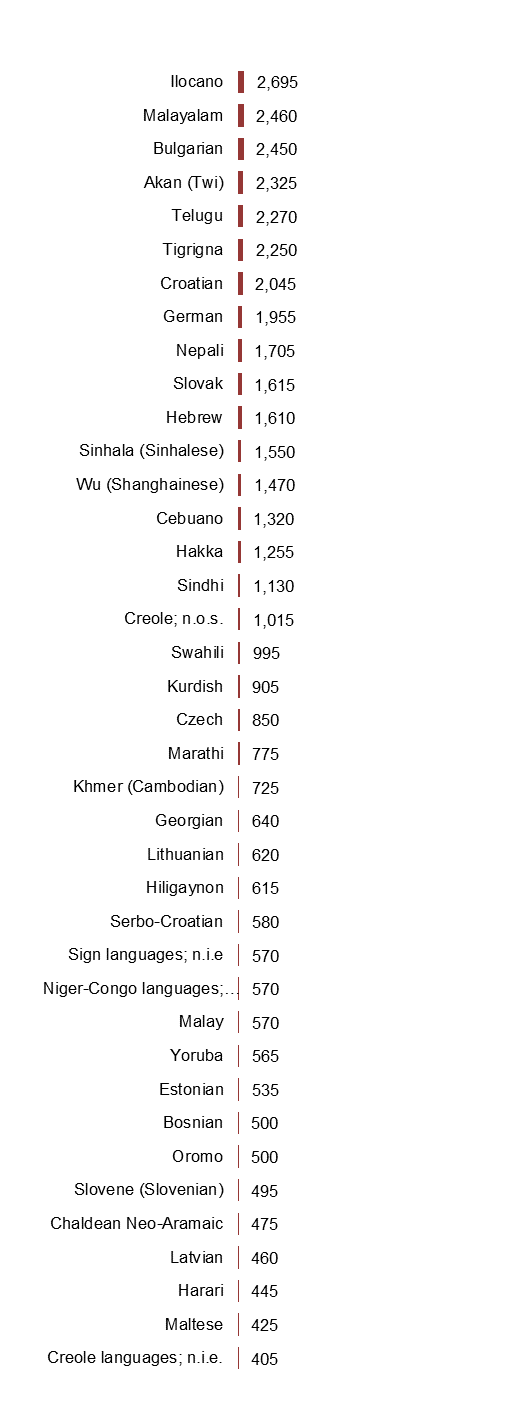 Ilocano 2,695
Malayalam 2,460
Bulgarian 2,450
Akan (Twi) 2,325
Telugu 2,270
Tigrigna 2,250
Croatian 2,045
German 1,955
Nepali 1,705
Slovak 1,615
Hebrew 1,610
Sinhala (Sinhalese) 1,550
Wu (Shanghainese) 1,470
Cebuano 1,320
Hakka 1,255
Sindhi 1,130
Creole; n.o.s. 1,015
Swahili 995
Kurdish 905
Czech 850
Marathi 775
Khmer (Cambodian) 725
Georgian 640
Lithuanian 620
Hiligaynon 615
Serbo-Croatian 580
Sign languages; n.i.e 570
Niger-Congo languages;... 570
Malay 570
Yoruba 565
Estonian 535
Bosnian 500
Oromo 500
Slovene (Slovenian) 495
Chaldean Neo-Aramaic 475
Latvian 460
Harari 445
Maltese 425
Creole languages; n.i.e. 405